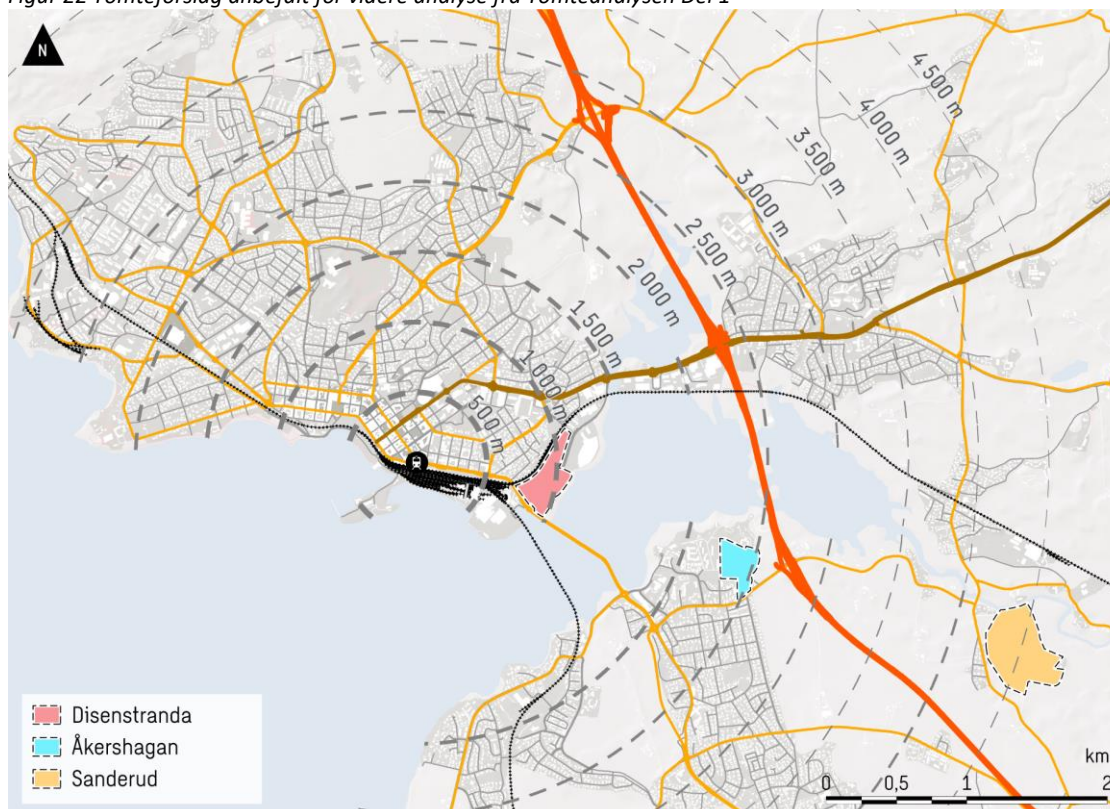 Figur 22 Tomteforslag anbefalt for videre analyse fra Tomteanalysen Del 1
N
4 500 m
4 000 m
3 500 m
3 000 m
2 500 m
2 000 m
1 500 m
1 000 m
500 m
Disenstranda
Åkershagan
Sanderud
km
0 0,5 1 2